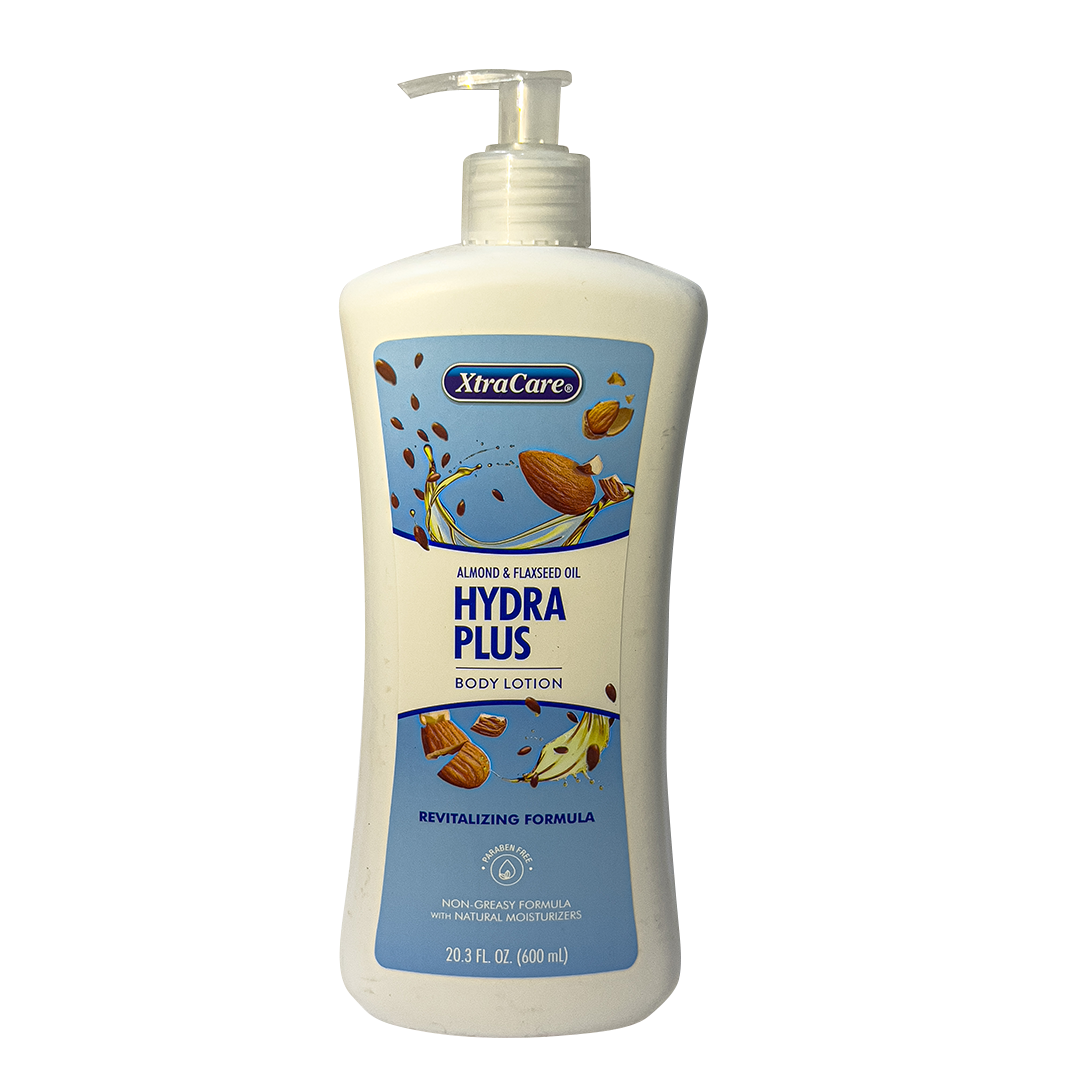 XtraCare®
ALMOND & FLAXSEED OIL
HYDRA
PLUS
BODY LOTION
REVITALIZING FORMULA
• PARABEN FREE •
NON-GREASY FORMULA
WITH NATURAL MOISTURIZERS
20.3 FL. OZ. (600 mL)